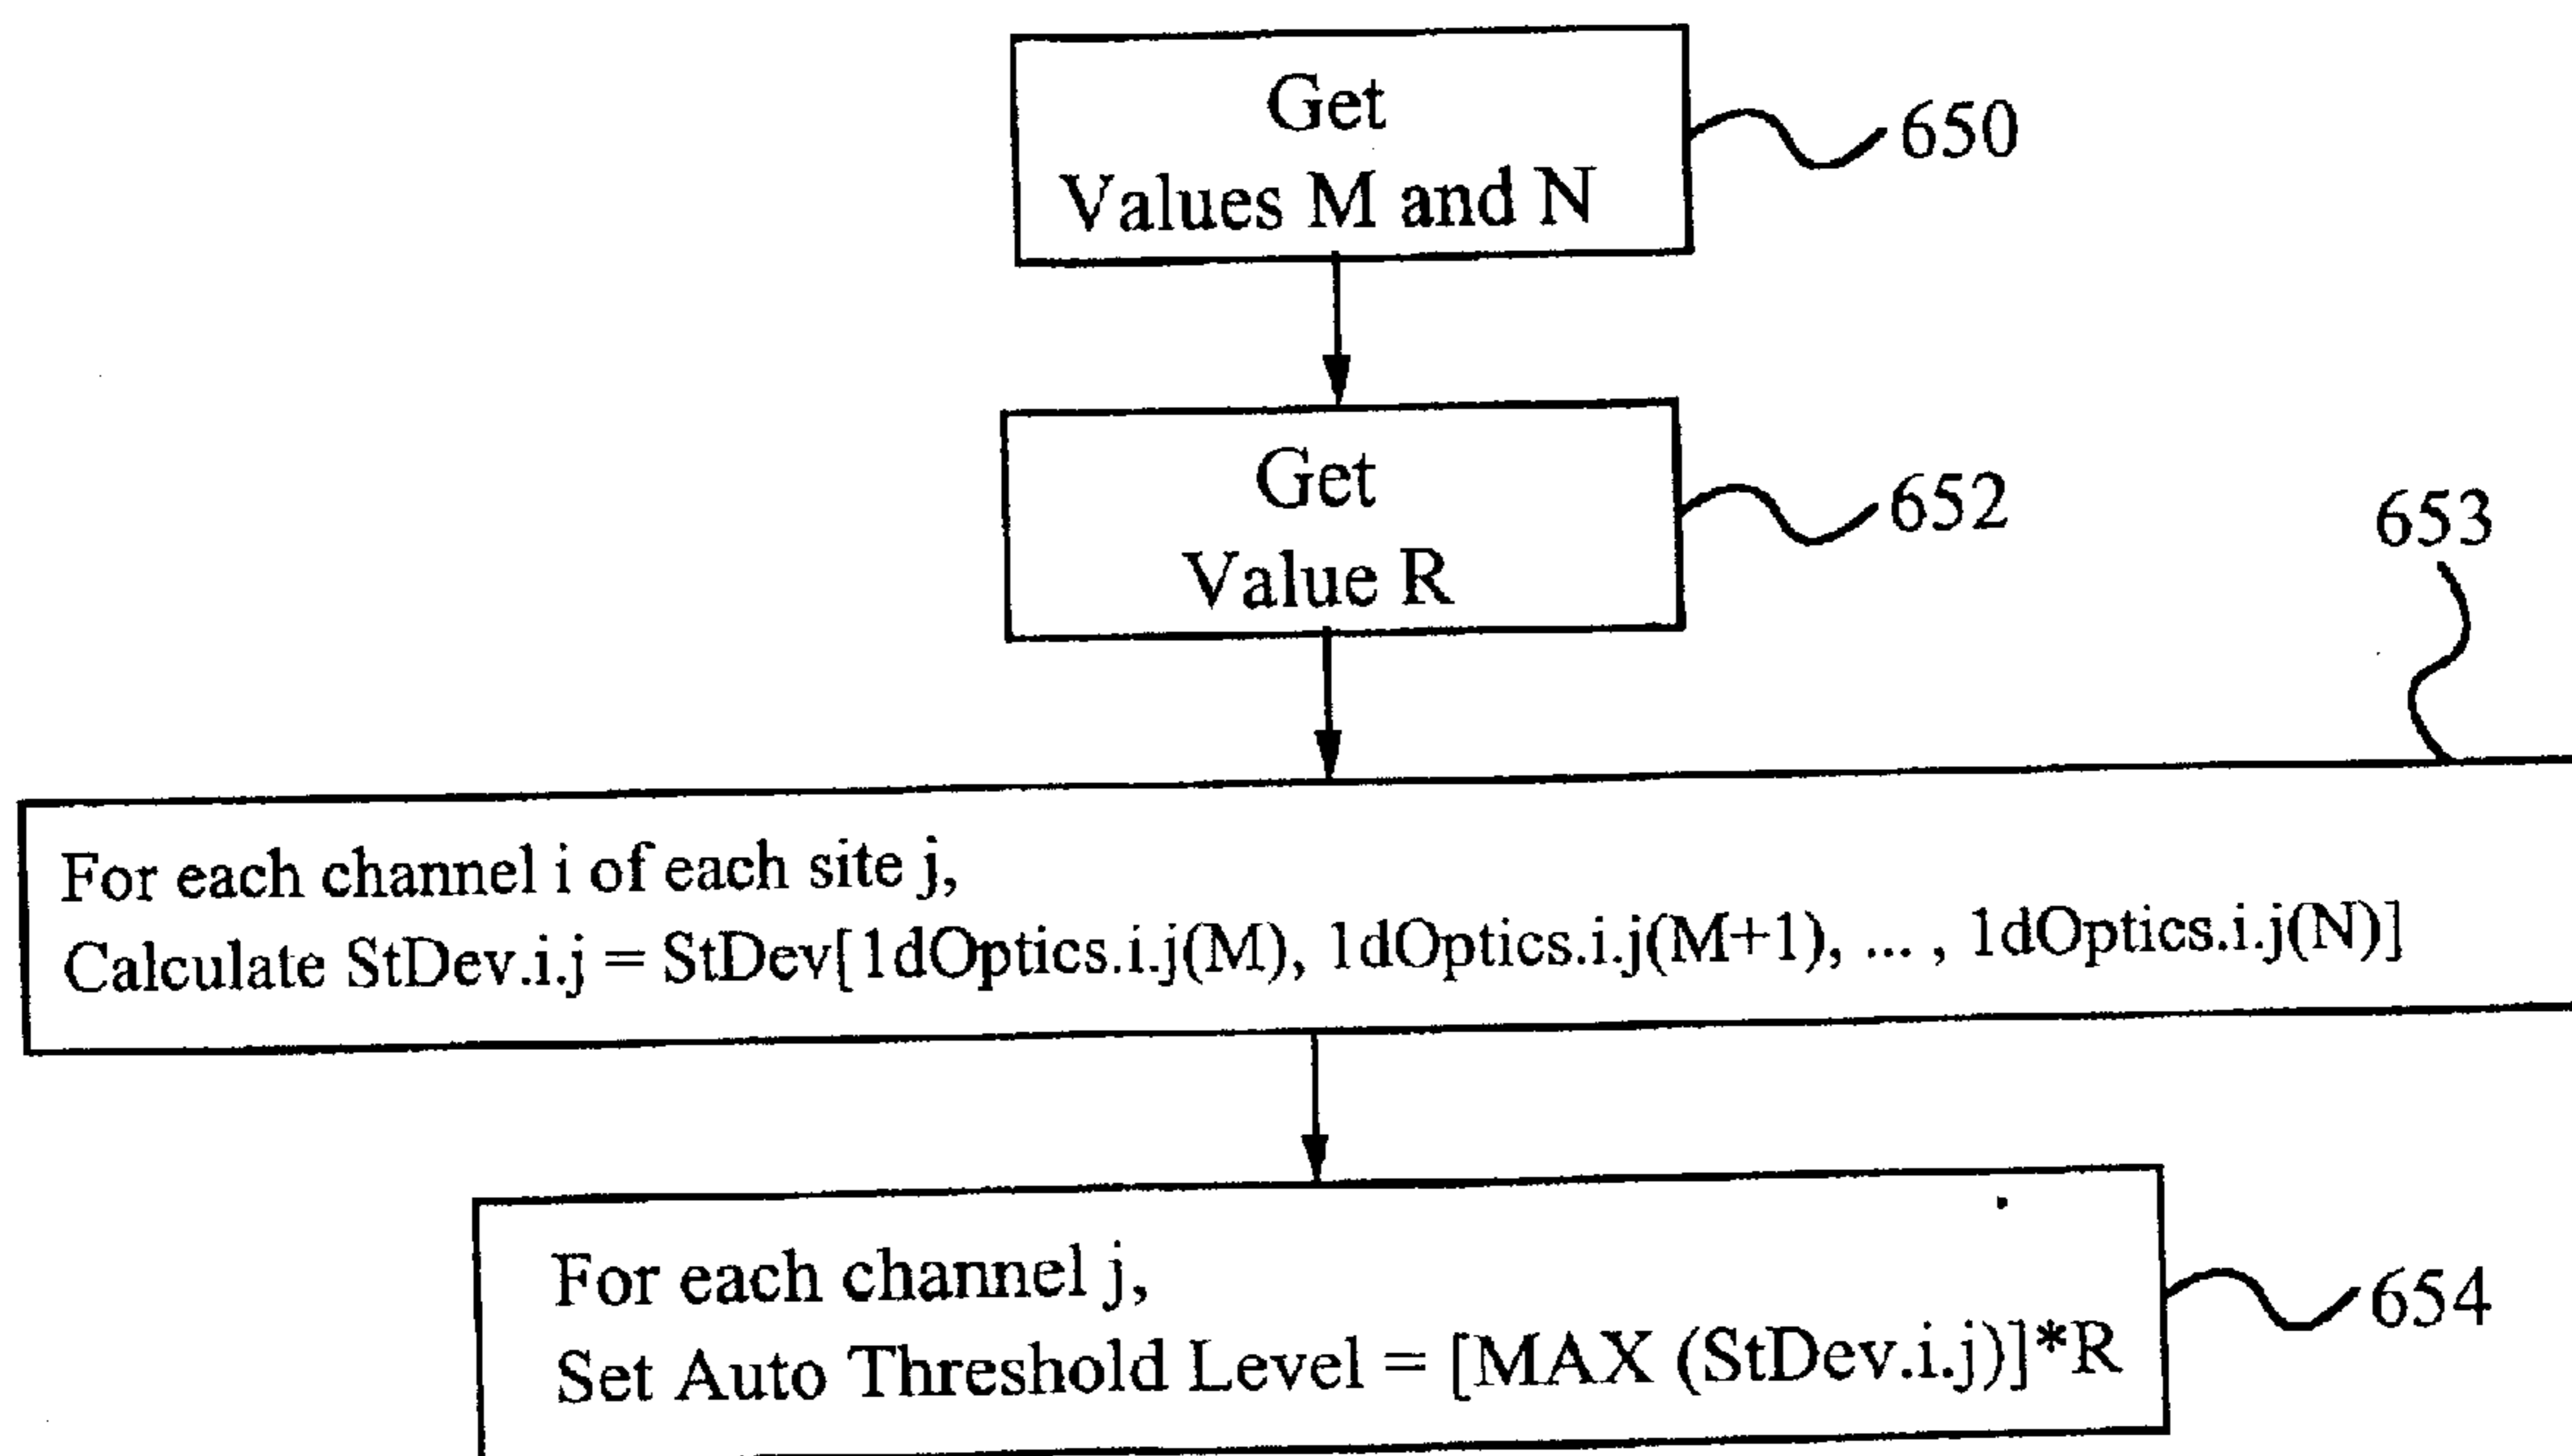 Get
Values M and N
650
Get
Value R
652
653
For each channel i of each site j,
Calculate StDev.i.j = StDev[1dOptics.i.j(M), 1dOptics.i.j(M+1), ... , 1dOptics.i.j(N)]
For each channel j,
Set Auto Threshold Level = [MAX (StDev.i.j)]*R
654